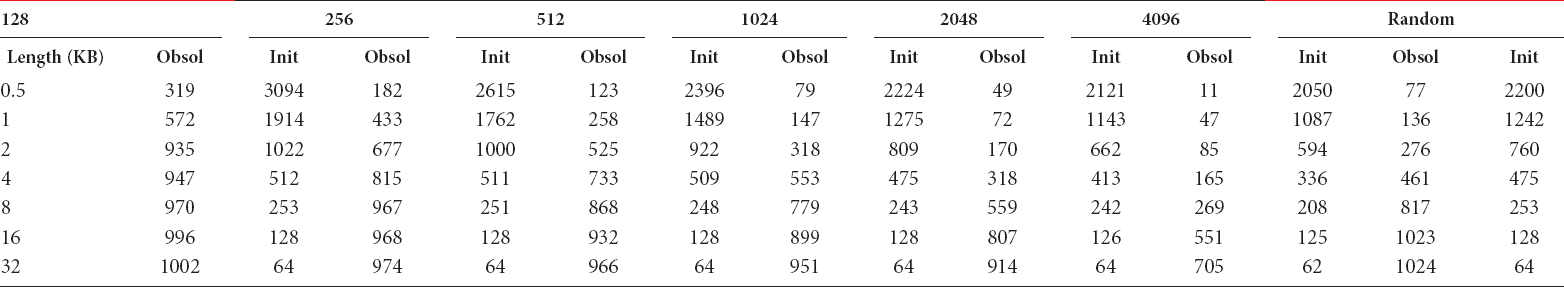 128 256 512 1024 2048 4096 Random
Length (KB) Obsol Init Obsol Init Obsol Init Obsol Init Obsol Init Obsol Init Obsol Init
0.5 319 3094 182 2615 123 2396 79 2224 49 2121 11 2050 77 2200
1 572 1914 433 1762 258 1489 147 1275 72 1143 47 1087 136 1242
2 935 1022 677 1000 525 922 318 809 170 662 85 594 276 760
4 947 512 815 511 733 509 553 475 318 413 165 336 461 475
8 970 253 967 251 868 248 779 243 559 242 269 208 817 253
16 996 128 968 128 932 128 899 128 807 126 551 125 1023 128
32 1002 64 974 64 966 64 951 64 914 64 705 62 1024 64